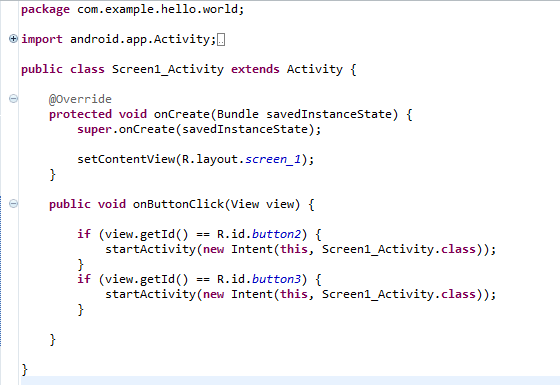 package com.example.hello.world;
import android.app.Activity;
public class Screen1_Activity extends Activity {
@Override
protected void onCreate(Bundle savedInstanceState) {
super.onCreate(savedInstanceState);
setContentView(R.layout.screen_1);
}
public void onButtonClick(View view) {
if (view.getId() == R.id.button2) {
startActivity(new Intent(this, Screen1_Activity.class));
}
if (view.getId() == R.id.button3) {
startActivity(new Intent(this, Screen1_Activity.class));
}
}
}